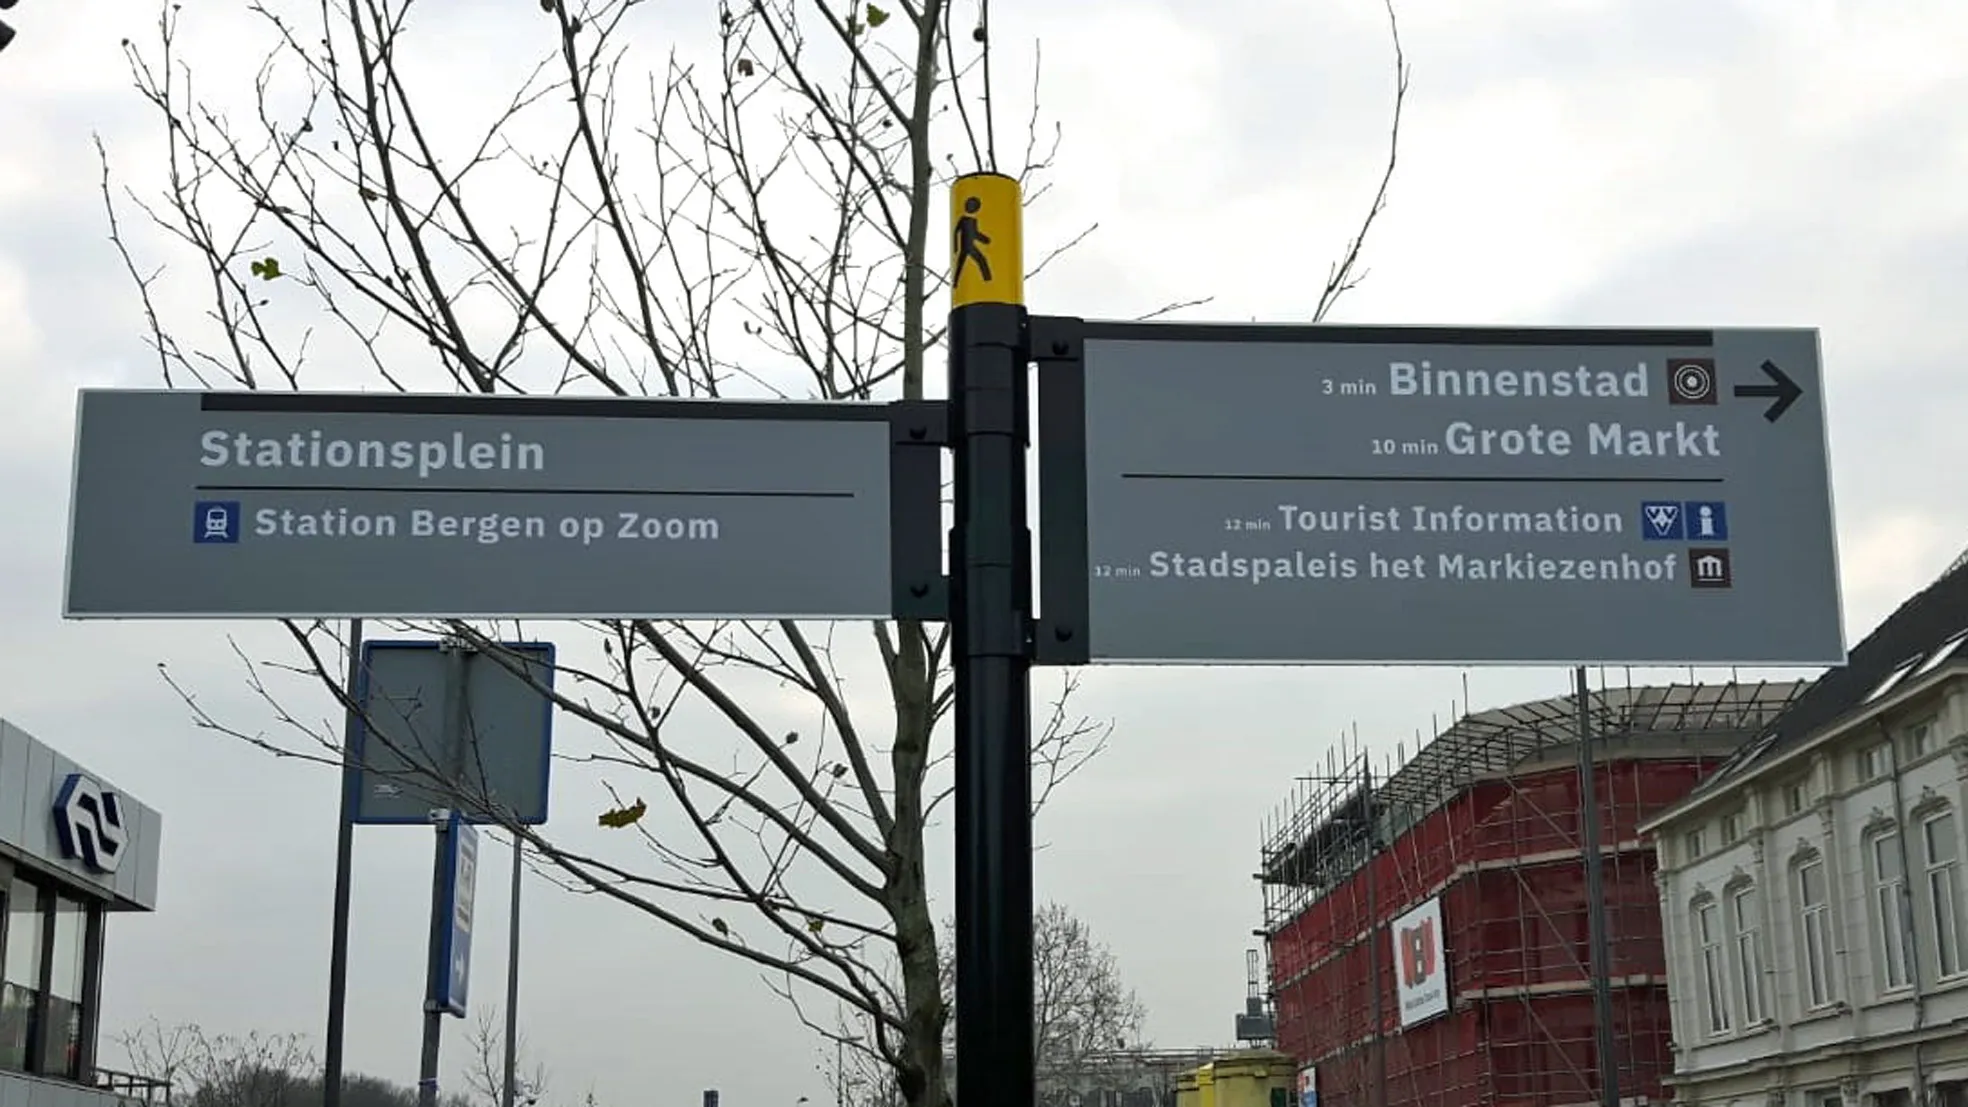 Stationsplein
Station Bergen op Zoom
3 min Binnenstad
10 min Grote Markt
12 min Tourist Information
12 min Stadspaleis het Markiezenhof